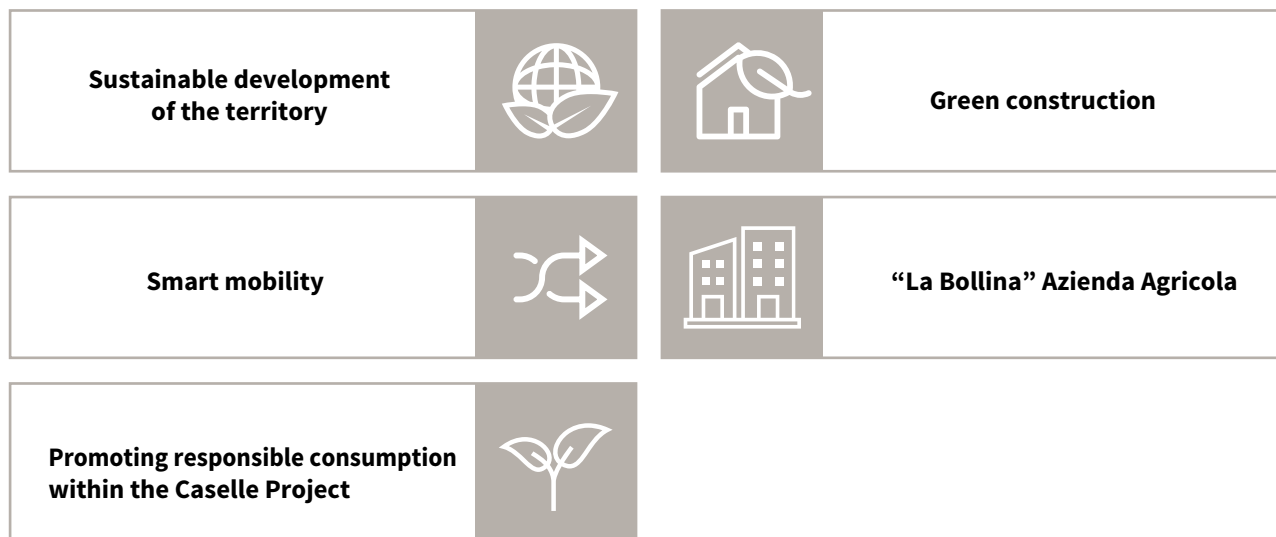 Sustainable development
of the territory
Green construction
Smart mobility
“La Bollina” Azienda Agricola
Promoting responsible consumption
within the Caselle Project